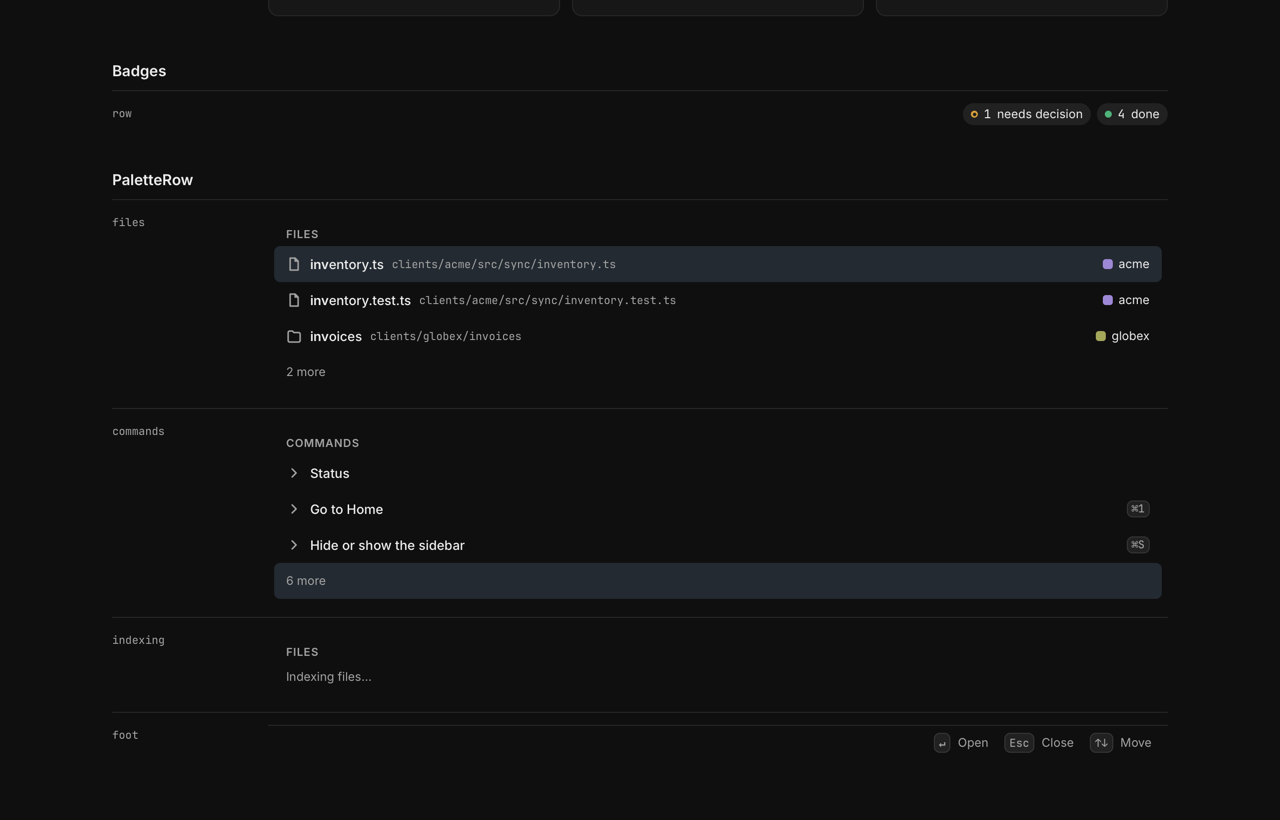 Badges
row
1 needs decision
4 done
PaletteRow
files
FILES
inventory.ts clients/acme/src/sync/inventory.ts acme
inventory.test.ts clients/acme/src/sync/inventory.test.ts acme
invoices clients/globex/invoices globex
2 more
commands
COMMANDS
Status
Go to Home ⌘1
Hide or show the sidebar ⌘S
6 more
indexing
FILES
Indexing files…
foot
↵ Open Esc Close ↑↓ Move